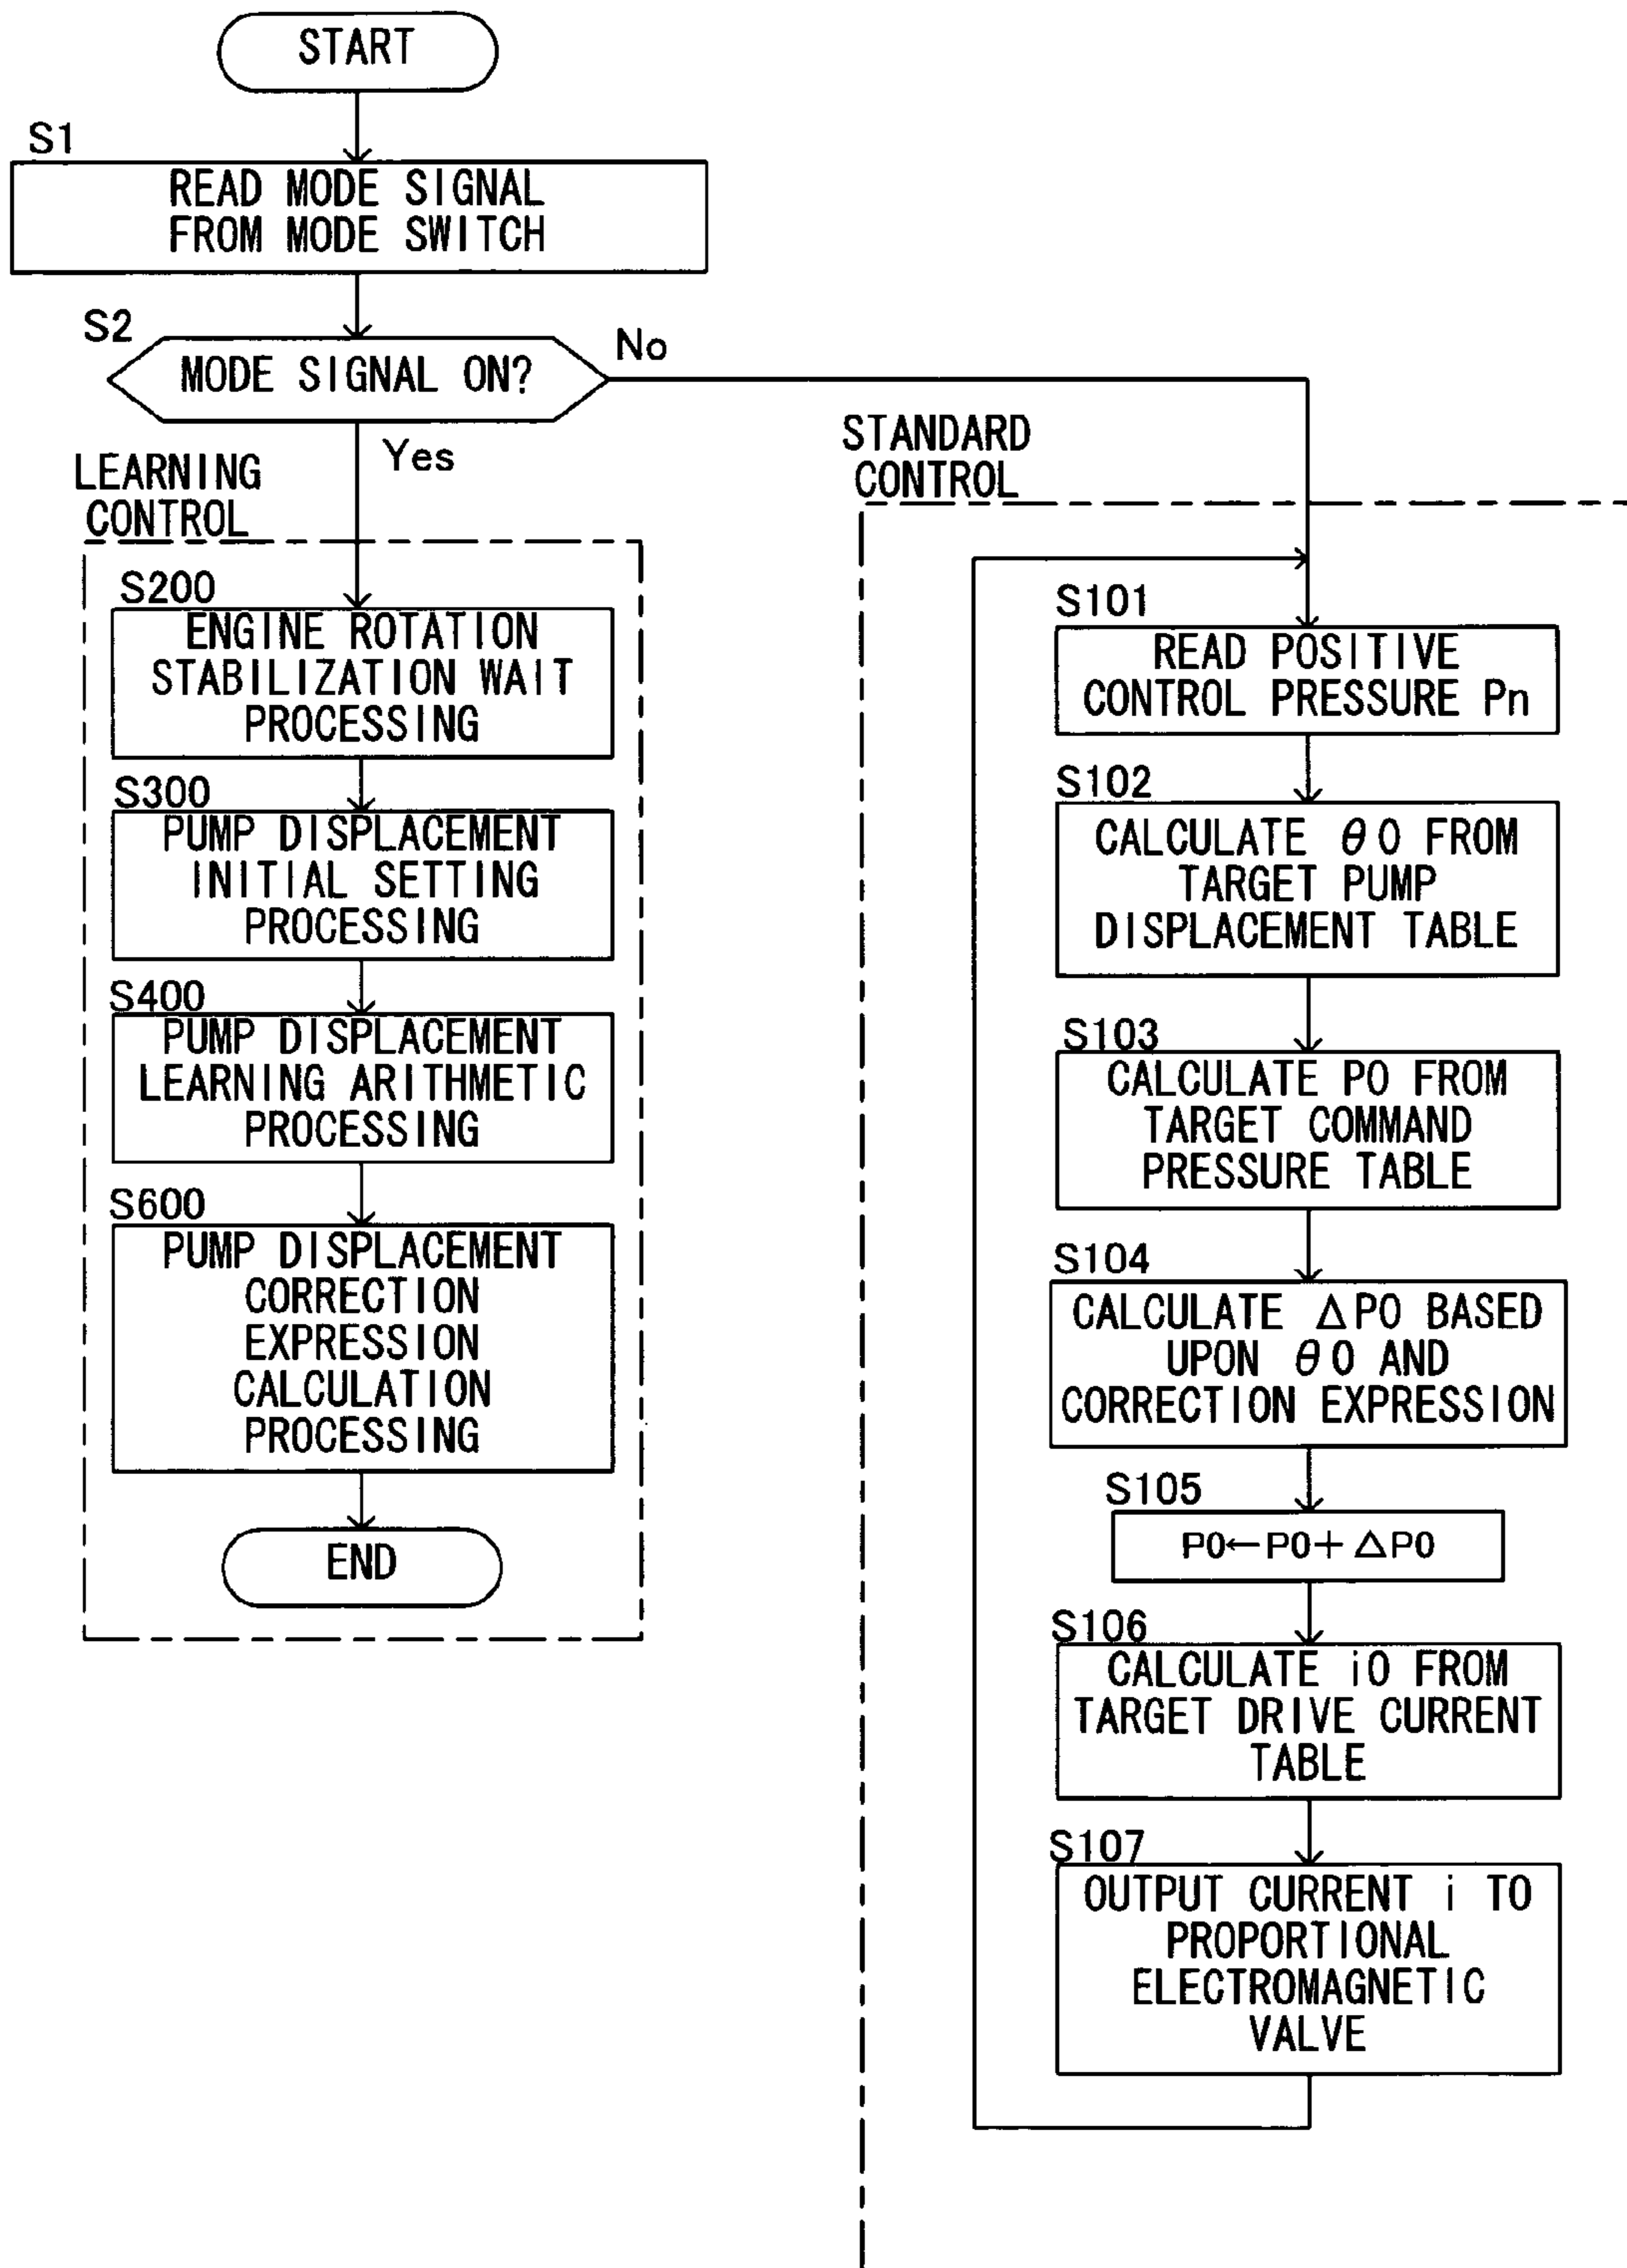 START
S1
READ MODE SIGNAL
FROM MODE SWITCH
S2
MODE SIGNAL ON?
No
Yes
LEARNING
CONTROL
S200
ENGINE ROTATION
STABILIZATION WAIT
PROCESSING
S300
PUMP DISPLACEMENT
INITIAL SETTING
PROCESSING
S400
PUMP DISPLACEMENT
LEARNING ARITHMETIC
PROCESSING
S600
PUMP DISPLACEMENT
CORRECTION
EXPRESSION
CALCULATION
PROCESSING
END
STANDARD
CONTROL
S101
READ POSITIVE
CONTROL PRESSURE Pn
S102
CALCULATE θ0 FROM
TARGET PUMP
DISPLACEMENT TABLE
S103
CALCULATE P0 FROM
TARGET COMMAND
PRESSURE TABLE
S104
CALCULATE ΔP0 BASED
UPON θ0 AND
CORRECTION EXPRESSION
S105
P0←P0+ΔP0
S106
CALCULATE i0 FROM
TARGET DRIVE CURRENT
TABLE
S107
OUTPUT CURRENT i TO
PROPORTIONAL
ELECTROMAGNETIC
VALVE